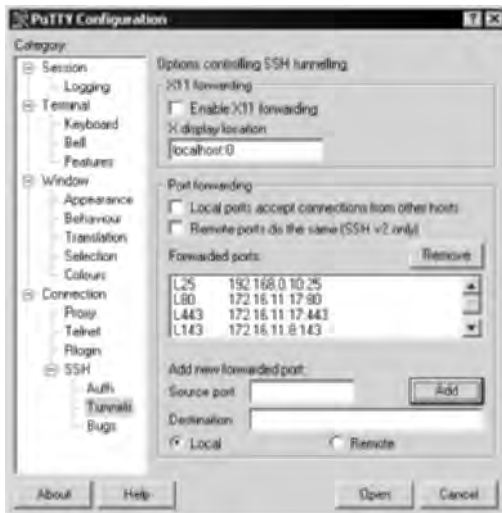 PuTTY Configuration
Category:
Session
Logging
Terminal
Keyboard
Bell
Features
Window
Appearance
Behaviour
Translation
Selection
Colours
Connection
Proxy
Telnet
Rlogin
SSH
Auth
Tunnels
Bugs
Options controlling SSH tunnelling
X11 forwarding
Enable X11 forwarding
X display location
localhost:0
Port forwarding
Local ports accept connections from other hosts
Remote ports do the same (SSH v2 only)
Forwarded ports:
Remove
L25 192.168.0.10:25
L80 172.16.11.17:80
L443 172.16.11.17:443
L143 172.16.11.8:143
Add new forwarded port:
Source port
Add
Destination
Local
Remote
About
Help
Open
Cancel